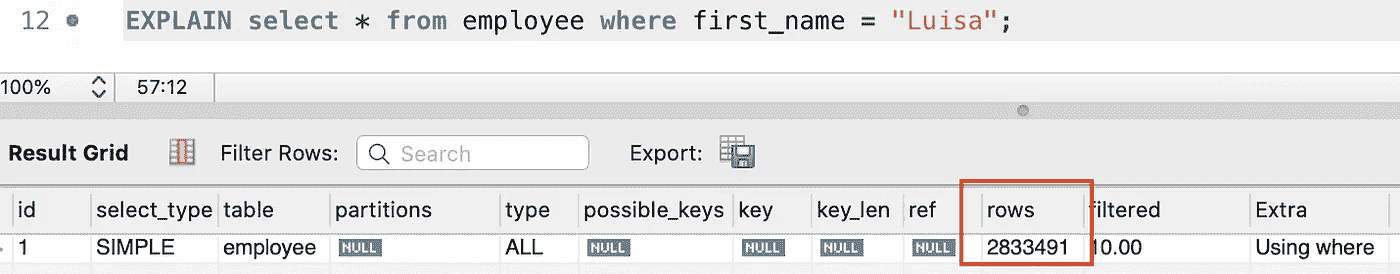 12 EXPLAIN select * from employee where first_name = "Luisa";
100% 57:12
Result Grid Filter Rows: Search Export:
id select_type table partitions type possible_keys key key_len ref rows filtered Extra
1 SIMPLE employee NULL ALL NULL NULL NULL NULL 2833491 10.00 Using where